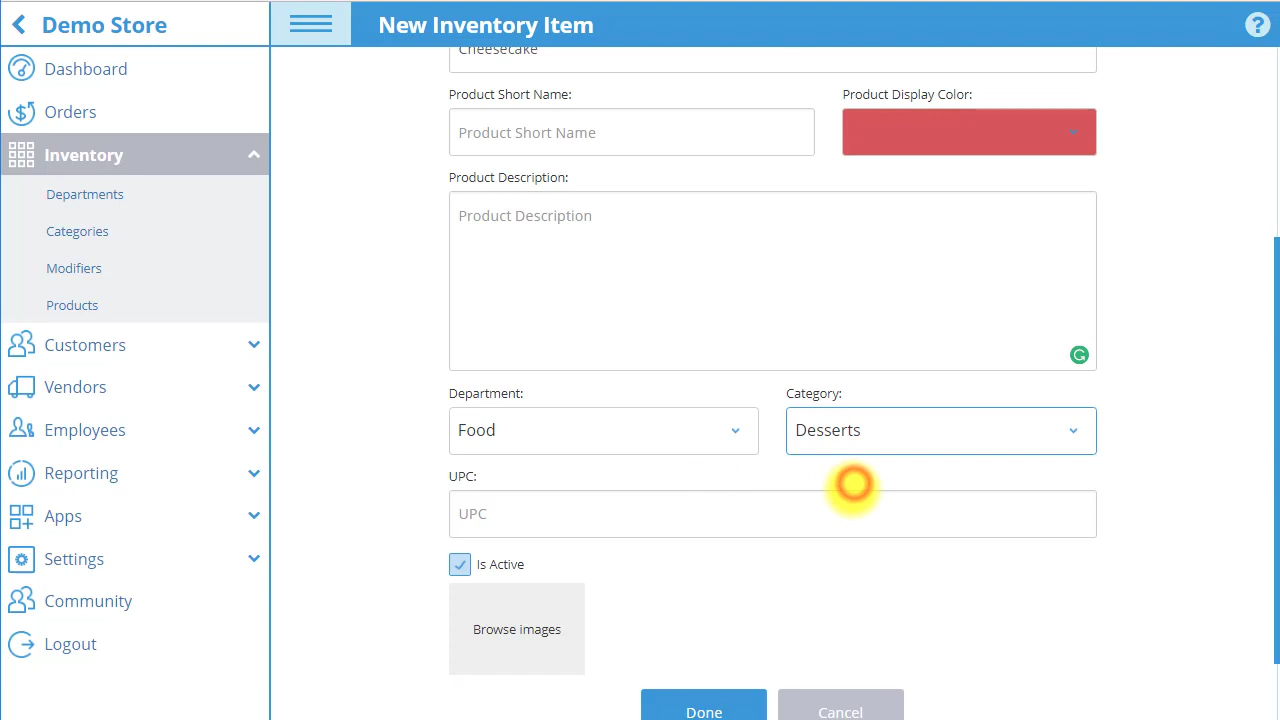 Demo Store
New Inventory Item
?
Dashboard
Orders
Inventory
Departments
Categories
Modifiers
Products
Customers
Vendors
Employees
Reporting
Apps
Settings
Community
Logout
Cheesecake
Product Short Name:
Product Display Color:
Product Short Name
Product Description:
Product Description
Department:
Category:
Food
Desserts
UPC:
UPC
Is Active
Browse images
Done
Cancel